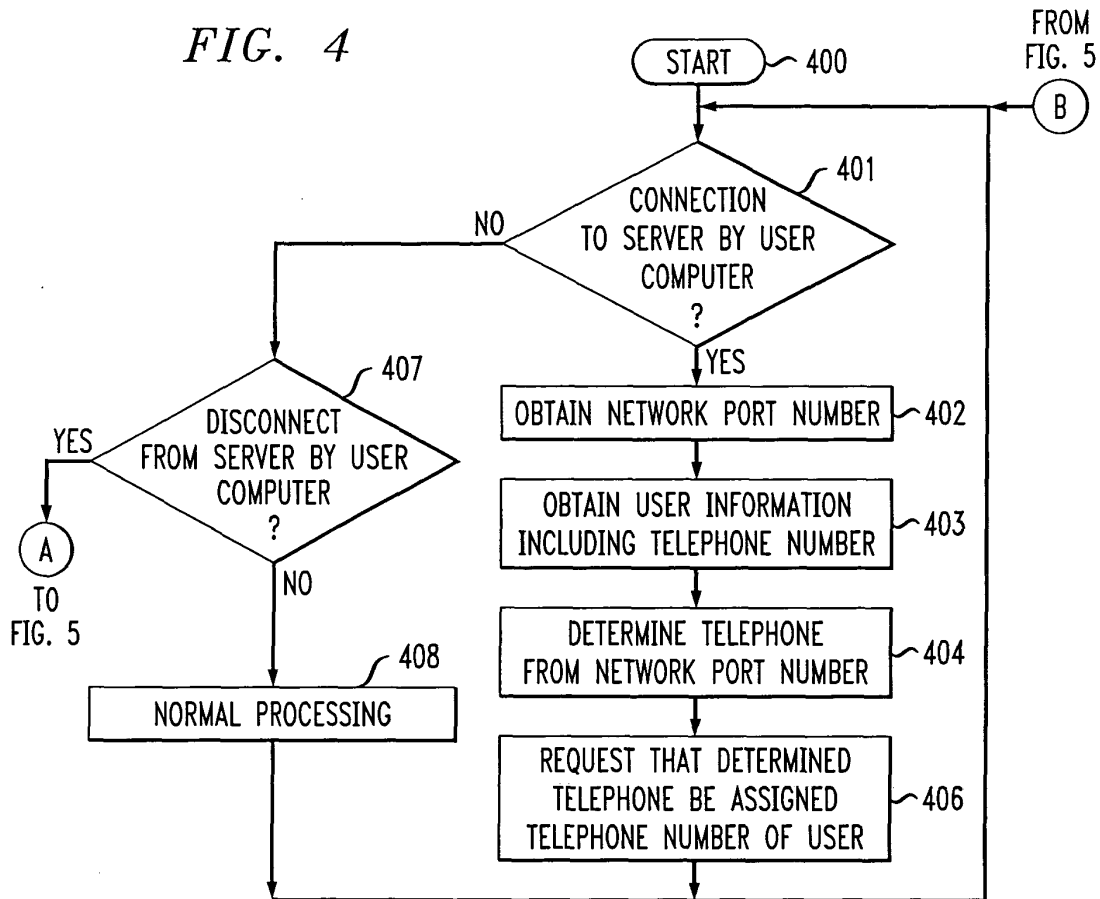 FIG. 4
START
400
FROM
FIG. 5
B
401
CONNECTION
TO SERVER BY USER
COMPUTER
?
NO
YES
407
DISCONNECT
FROM SERVER BY USER
COMPUTER
?
YES
NO
A
TO
FIG. 5
OBTAIN NETWORK PORT NUMBER
402
OBTAIN USER INFORMATION
INCLUDING TELEPHONE NUMBER
403
DETERMINE TELEPHONE
FROM NETWORK PORT NUMBER
404
408
NORMAL PROCESSING
REQUEST THAT DETERMINED
TELEPHONE BE ASSIGNED
TELEPHONE NUMBER OF USER
406